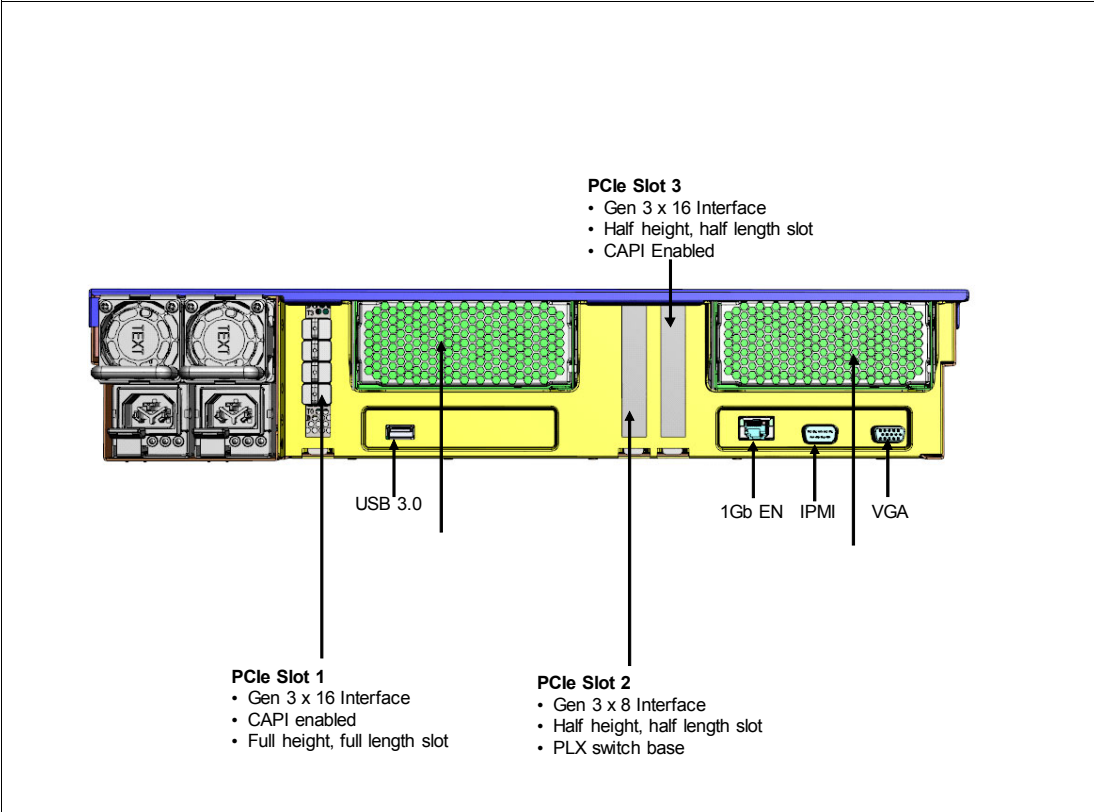 PCIe Slot 3
• Gen 3 x 16 Interface
• Half height, half length slot
• CAPI Enabled
TEXT
TEXT
USB 3.0
1Gb EN
IPMI
VGA
PCIe Slot 1
• Gen 3 x 16 Interface
• CAPI enabled
• Full height, full length slot
PCIe Slot 2
• Gen 3 x 8 Interface
• Half height, half length slot
• PLX switch base